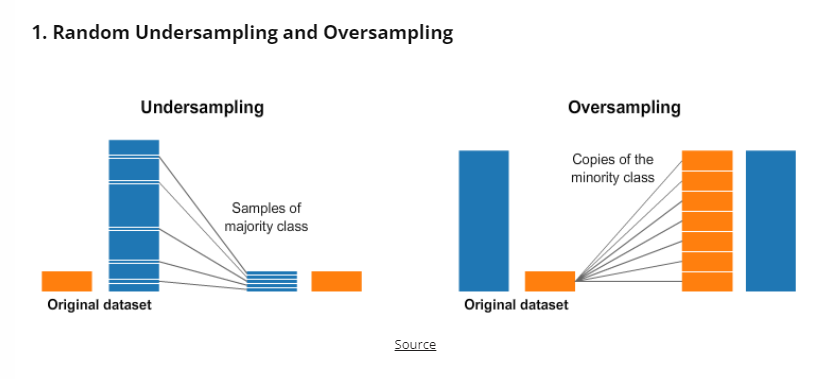 1. Random Undersampling and Oversampling
Undersampling
Samples of
majority class
Original dataset
Oversampling
Copies of the
minority class
Original dataset
Source